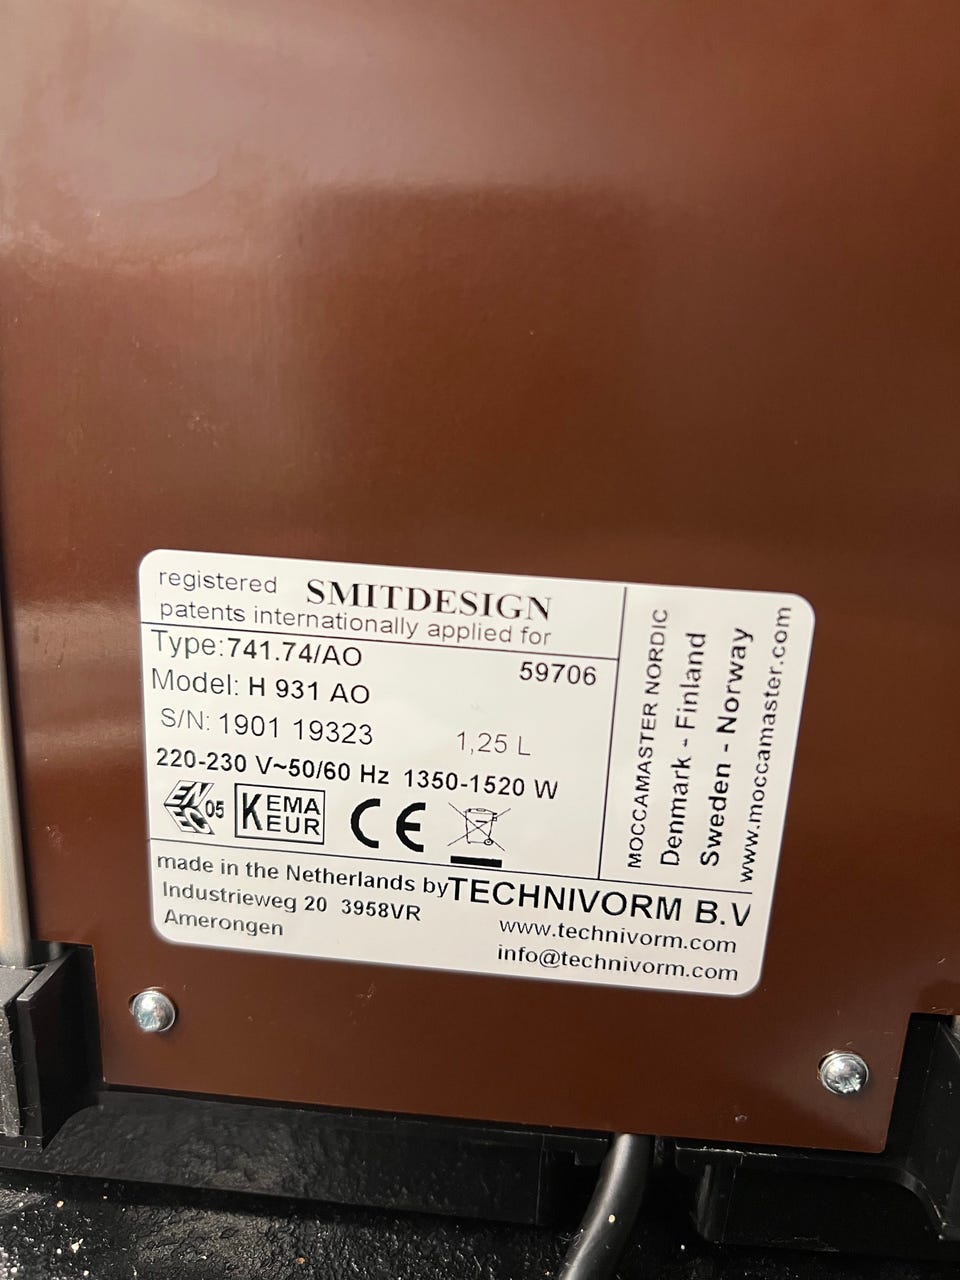 registered SMITDESIGN
patents internationally applied for
Type:741.74/AO 59706
Model: H 931 AO
S/N: 1901 19323 1,25 L
220-230 V~50/60 Hz 1350-1520 W
EN EC 05 KEMA KEUR CE
made in the Netherlands by TECHNIVORM B.V
Industrieweg 20 3958VR www.technivorm.com
Amerongen info@technivorm.com
MOCCAMASTER NORDIC
Denmark - Finland
Sweden - Norway
www.moccamaster.com